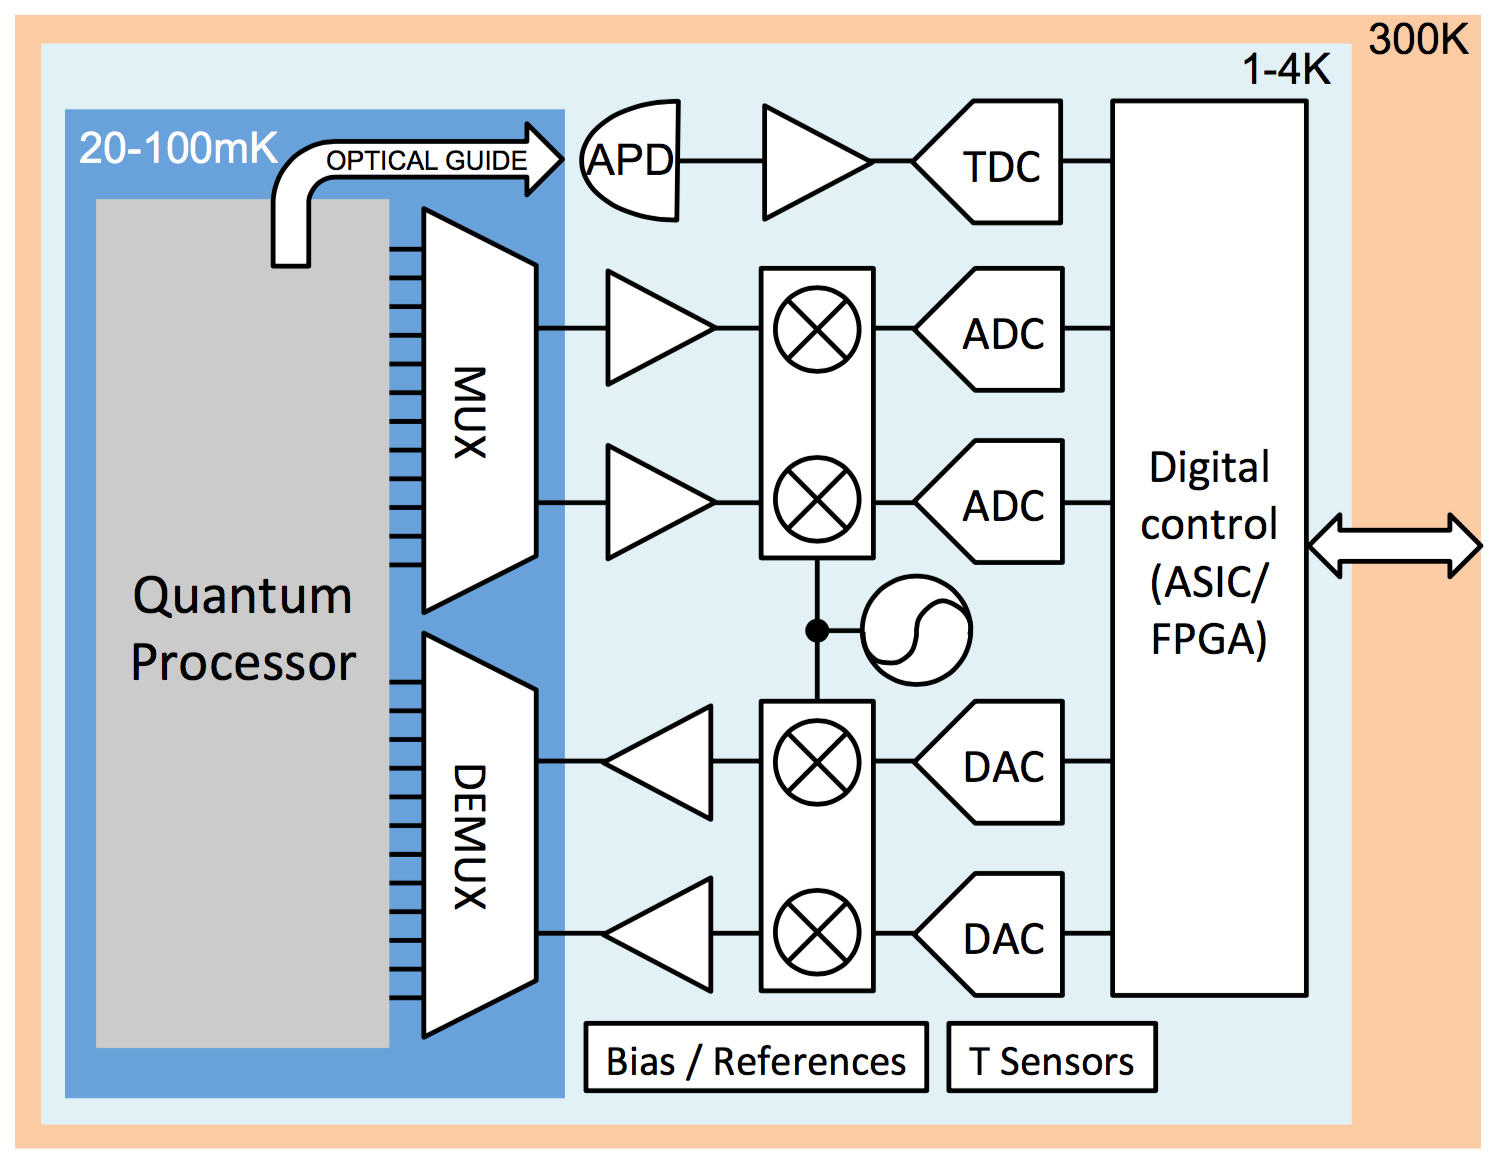 300K
1-4K
20-100mK
OPTICAL GUIDE
APD
TDC
MUX
ADC
ADC
Digital
control
(ASIC/
FPGA)
Quantum
Processor
DEMUX
DAC
DAC
Bias / References
T Sensors